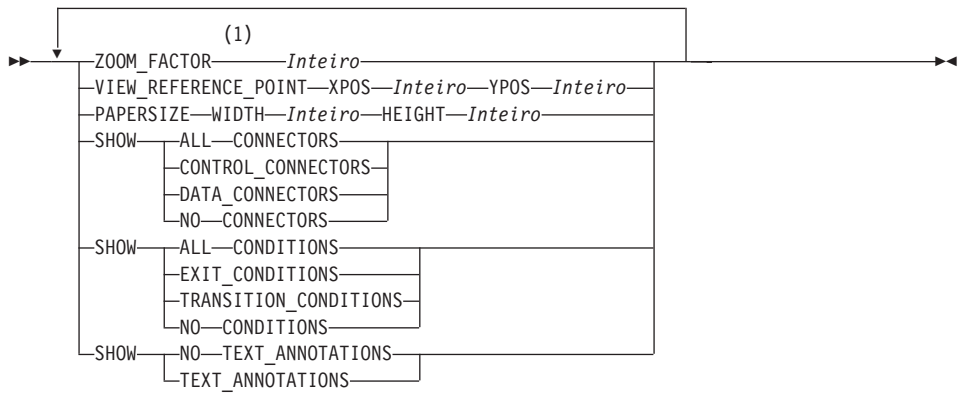 (1)
ZOOM_FACTOR Inteiro
VIEW_REFERENCE_POINT XPOS Inteiro YPOS Inteiro
PAPERSIZE WIDTH Inteiro HEIGHT Inteiro
SHOW ALL CONNECTORS
CONTROL_CONNECTORS
DATA_CONNECTORS
NO CONNECTORS
SHOW ALL CONDITIONS
EXIT_CONDITIONS
TRANSITION_CONDITIONS
NO CONDITIONS
SHOW NO TEXT_ANNOTATIONS
TEXT_ANNOTATIONS